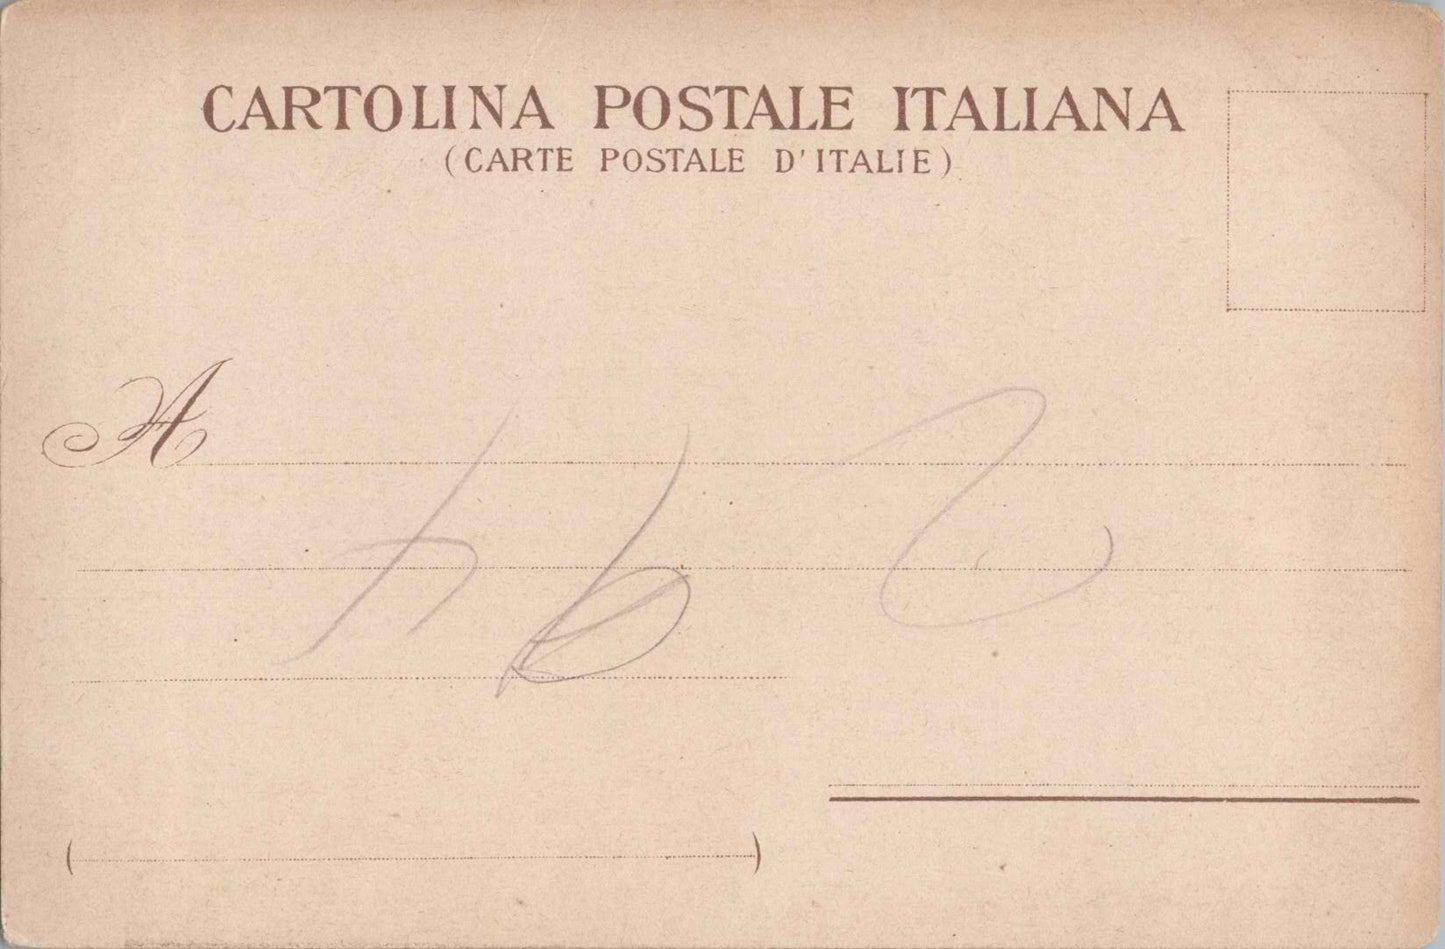 CARTOLINA POSTALE ITALIANA
(CARTE POSTALE D'ITALIE)
A